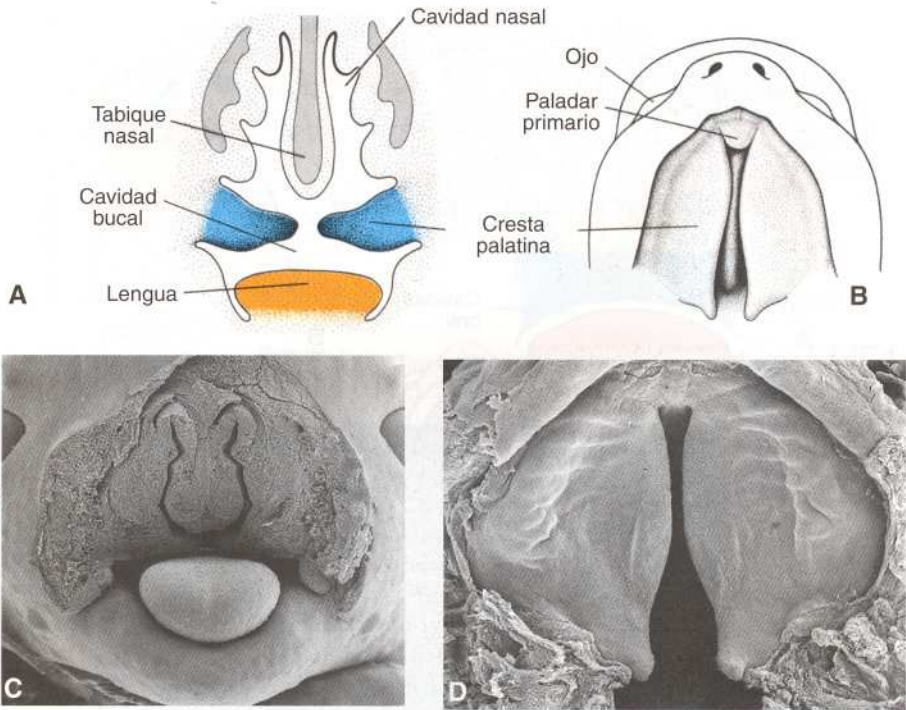 Cavidad nasal
Tabique
nasal
Cavidad
bucal
Lengua
A
Ojo
Paladar
primario
Cresta
palatina
B
C
D